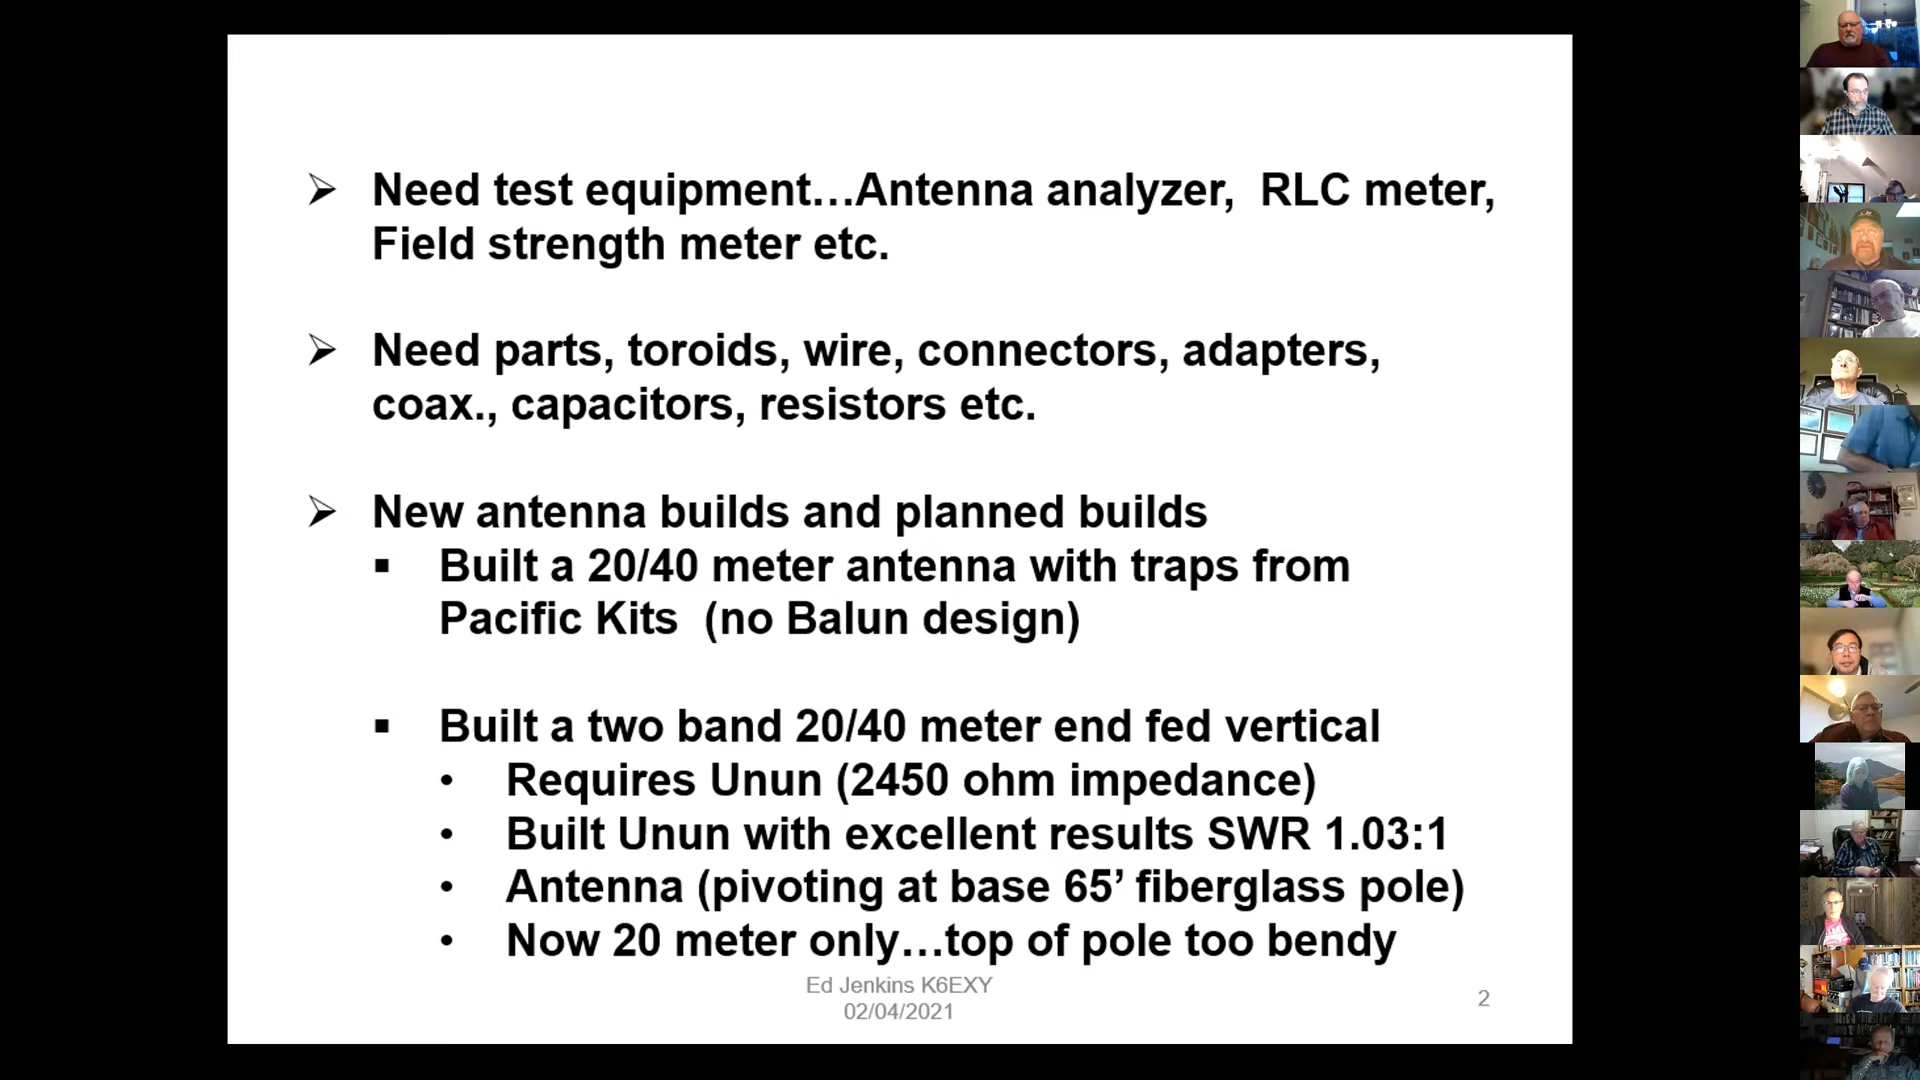 Need test equipment…Antenna analyzer,  RLC meter,
Field strength meter etc.
Need parts, toroids, wire, connectors, adapters,
coax., capacitors, resistors etc.
New antenna builds and planned builds
Built a 20/40 meter antenna with traps from
Pacific Kits  (no Balun design)
Built a two band 20/40 meter end fed vertical
Requires Unun (2450 ohm impedance)
Built Unun with excellent results SWR 1.03:1
Antenna (pivoting at base 65’ fiberglass pole)
Now 20 meter only…top of pole too bendy
Ed Jenkins K6EXY
02/04/2021
2